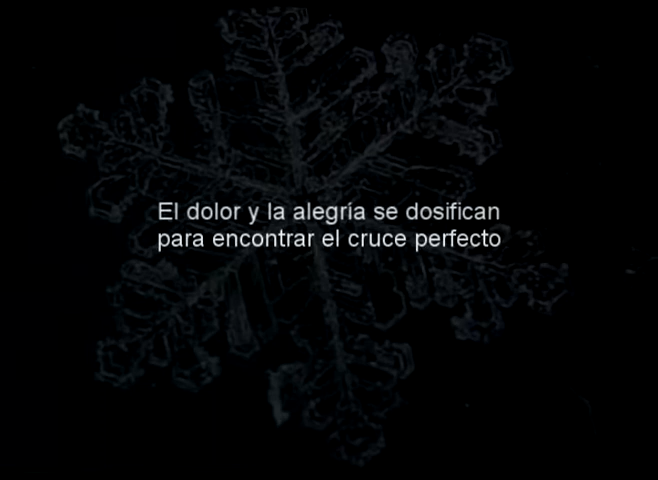 El dolor y la alegría se dosifican
para encontrar el cruce perfecto